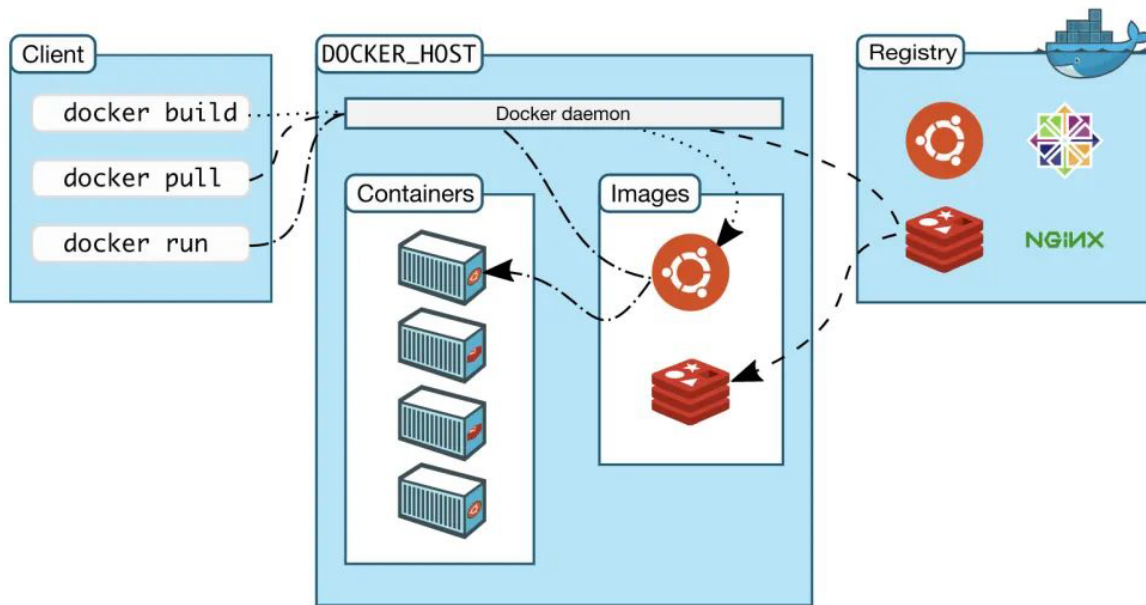 Client
docker build
docker pull
docker run
DOCKER_HOST
Docker daemon
Containers
Images
Registry
NGINX